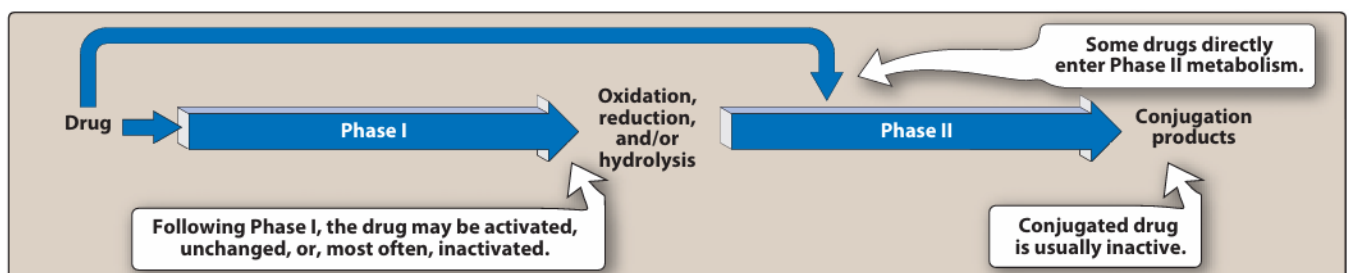 Some drugs directly
enter Phase II metabolism.
Drug
Phase I
Oxidation,
reduction,
and/or
hydrolysis
Phase II
Conjugation
products
Following Phase I, the drug may be activated,
unchanged, or, most often, inactivated.
Conjugated drug
is usually inactive.